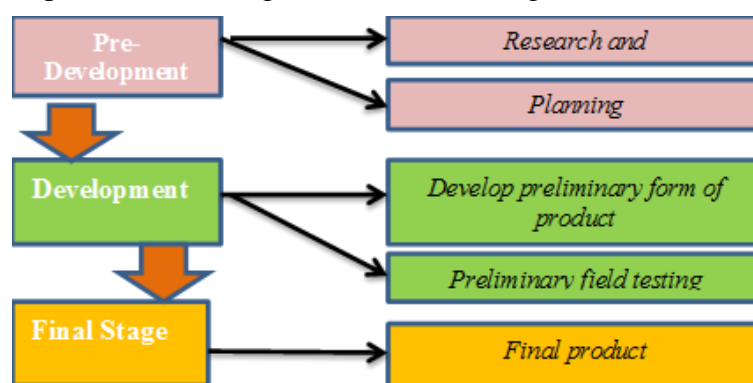 Pre-
Development
Research and
Planning
Development
Develop preliminary form of
product
Preliminary field testing
Final Stage
Final product